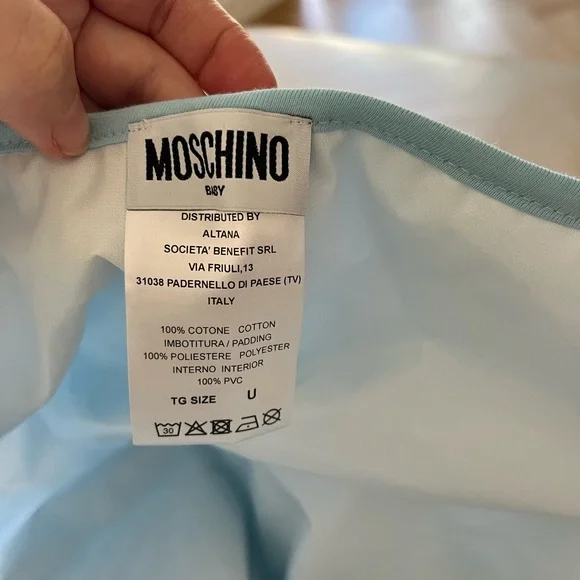 MOSCHINO
BABY
DISTRIBUTED BY
ALTANA
SOCIETA' BENEFIT SRL
VIA FRIULI,13
31038 PADERNELLO DI PAESE (TV)
ITALY
100% COTONE COTTON
IMBOTITURA / PADDING
100% POLIESTERE POLYESTER
INTERNO INTERIOR
100% PVC
TG SIZE U
30